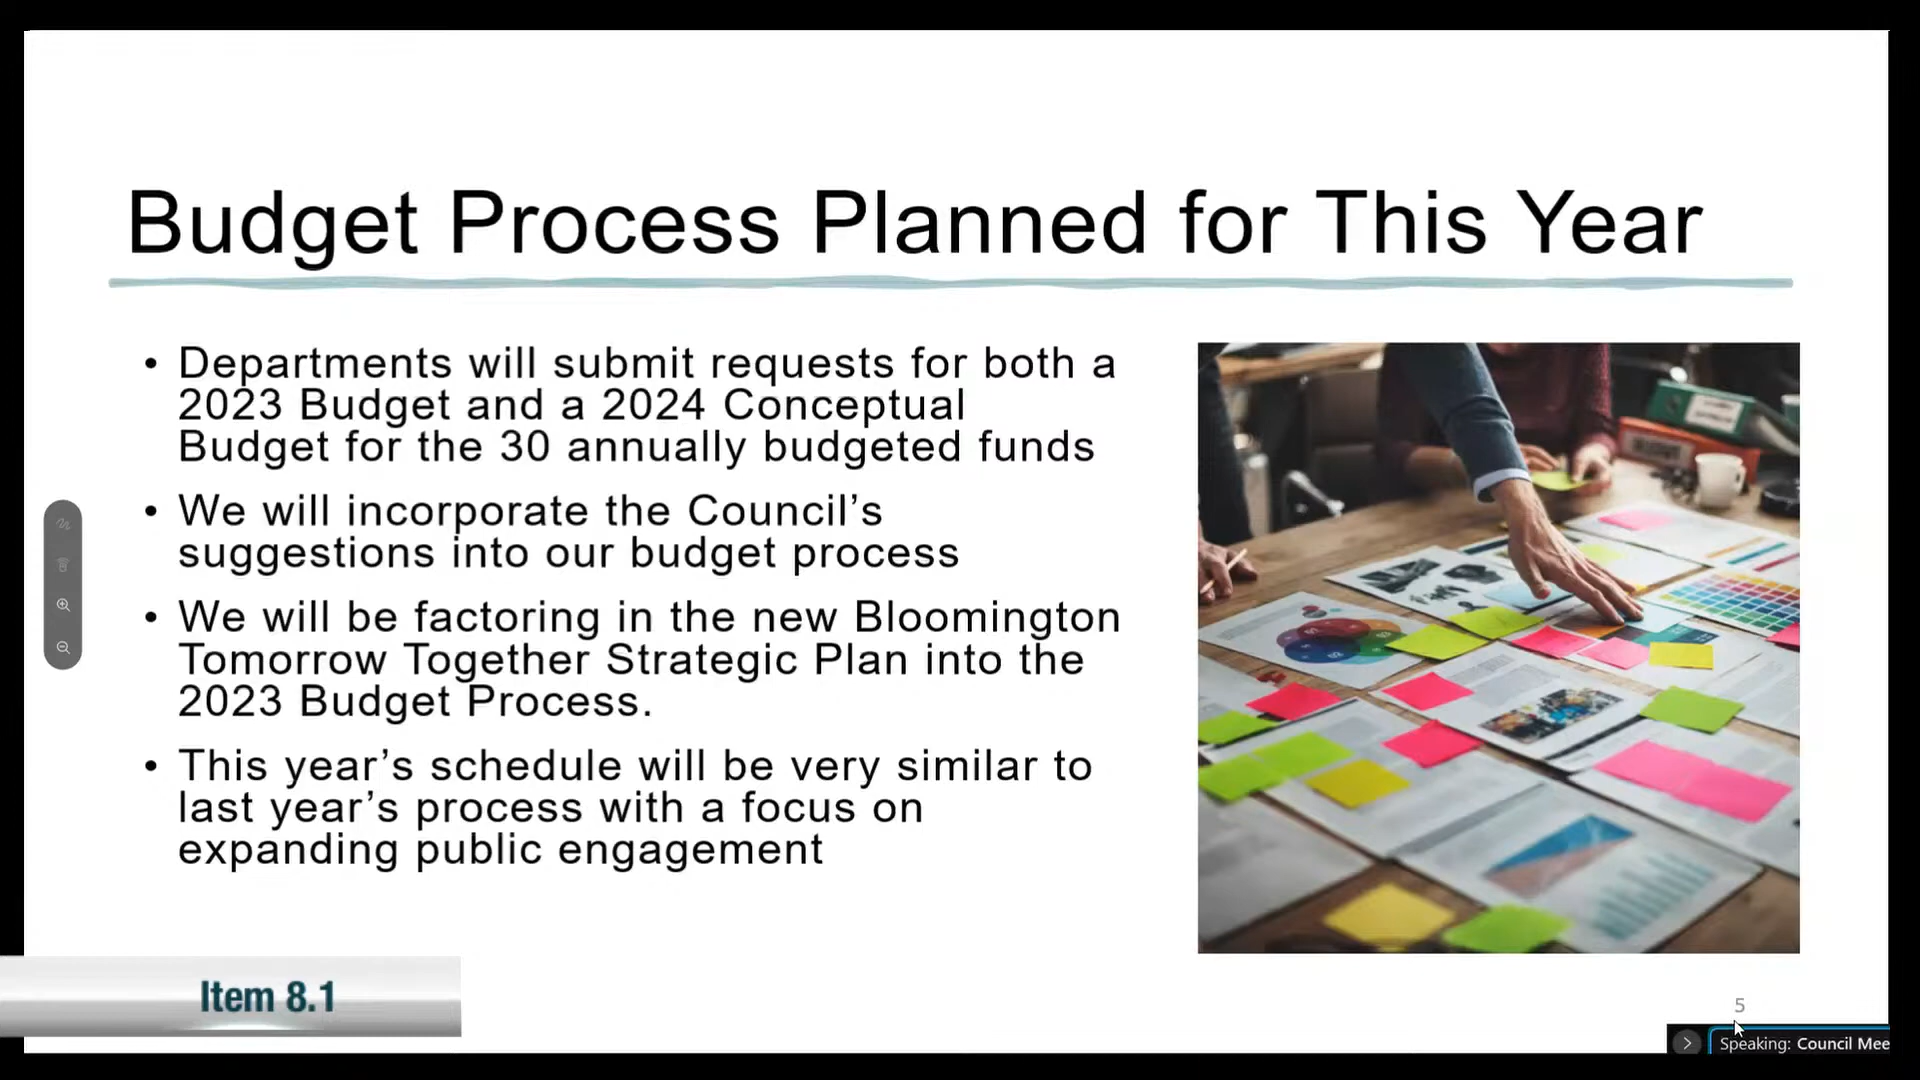 Budget Process Planned for This Year
• Departments will submit requests for both a
2023 Budget and a 2024 Conceptual
Budget for the 30 annually budgeted funds
• We will incorporate the Council’s
suggestions into our budget process
• We will be factoring in the new Bloomington
Tomorrow Together Strategic Plan into the
2023 Budget Process.
• This year’s schedule will be very similar to
last year’s process with a focus on
expanding public engagement
Item 8.1
5
Speaking: Council Mee